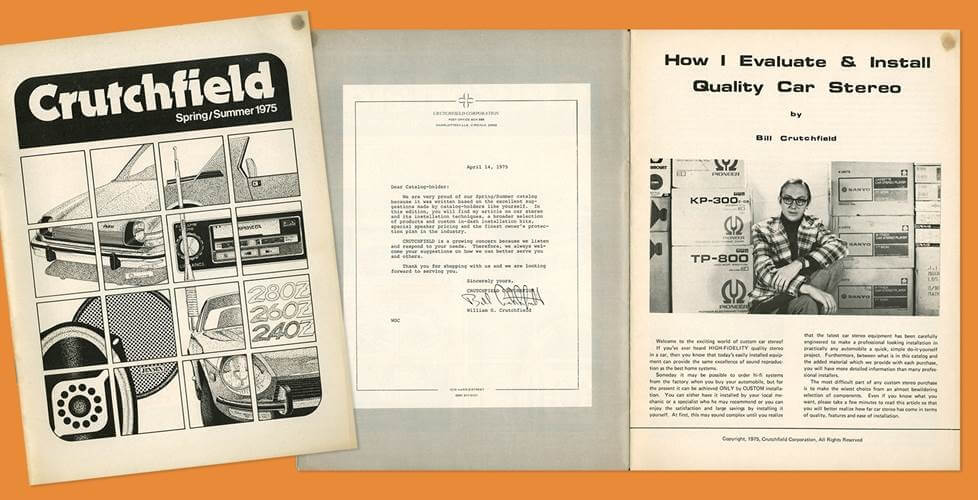 Crutchfield
Spring/Summer 1975
PIONEER
280Z
260Z
240Z
CRUTCHFIELD CORPORATION
POST OFFICE BOX
CHARLOTTESVILLE, VIRGINIA
April 14, 1975
Dear Catalog-holder:
We are very proud of our Spring/Summer catalog
because it was written based on the excellent sug-
gestions made by catalog-holders like yourself. In
this edition, you will find my article on car stereo
and its installation techniques, a broader selection
of products and custom in-dash installation kits,
special speaker pricing and the finest owner's protec-
tion plan in the industry.
CRUTCHFIELD is a growing concern because we listen
and respond to your needs. Therefore, we always wel-
come your suggestions on how we can better serve you
and others.
Thank you for shopping with us and we are looking
forward to serving you.
Sincerely yours,
CRUTCHFIELD CORPORATION
Bill Crutchfield
William G. Crutchfield
WGC
How I Evaluate & Install
Quality Car Stereo
by
Bill Crutchfield
PIONEER
PIONEER
KP-300
TP-800
SANYO
SANYO
SANYO
Welcome to the exciting world of custom car stereo!
If you've ever heard HIGH-FIDELITY quality stereo
in a car, then you know that today's easily installed equip-
ment can provide the same excellence of sound reproduc-
tion as the best home systems.
Someday it may be possible to order hi-fi systems
from the factory when you buy your automobile, but for
the present it can be achieved ONLY by CUSTOM installa-
tion. You can either have it installed by your local me-
chanic or a specialist who he may recommend or you can
enjoy the satisfaction and large savings by installing it
yourself. At first, this may sound complex until you realize
that the latest car stereo equipment has been carefully
engineered to make a professional looking installation in
practically any automobile a quick, simple do-it-yourself
project. Furthermore, between what is in this catalog and
the added material which we provide with each purchase,
you will have more detailed information than many profes-
sional installers.
The most difficult part of any custom stereo purchase
is to make the wisest choice from an almost bewildering
selection of components. Even if you know what you
want, please take a few minutes to read this article so that
you will better realize how far car stereo has come in terms
of quality, features and ease of installation.
Copyright, 1975, Crutchfield Corporation, All Rights Reserved